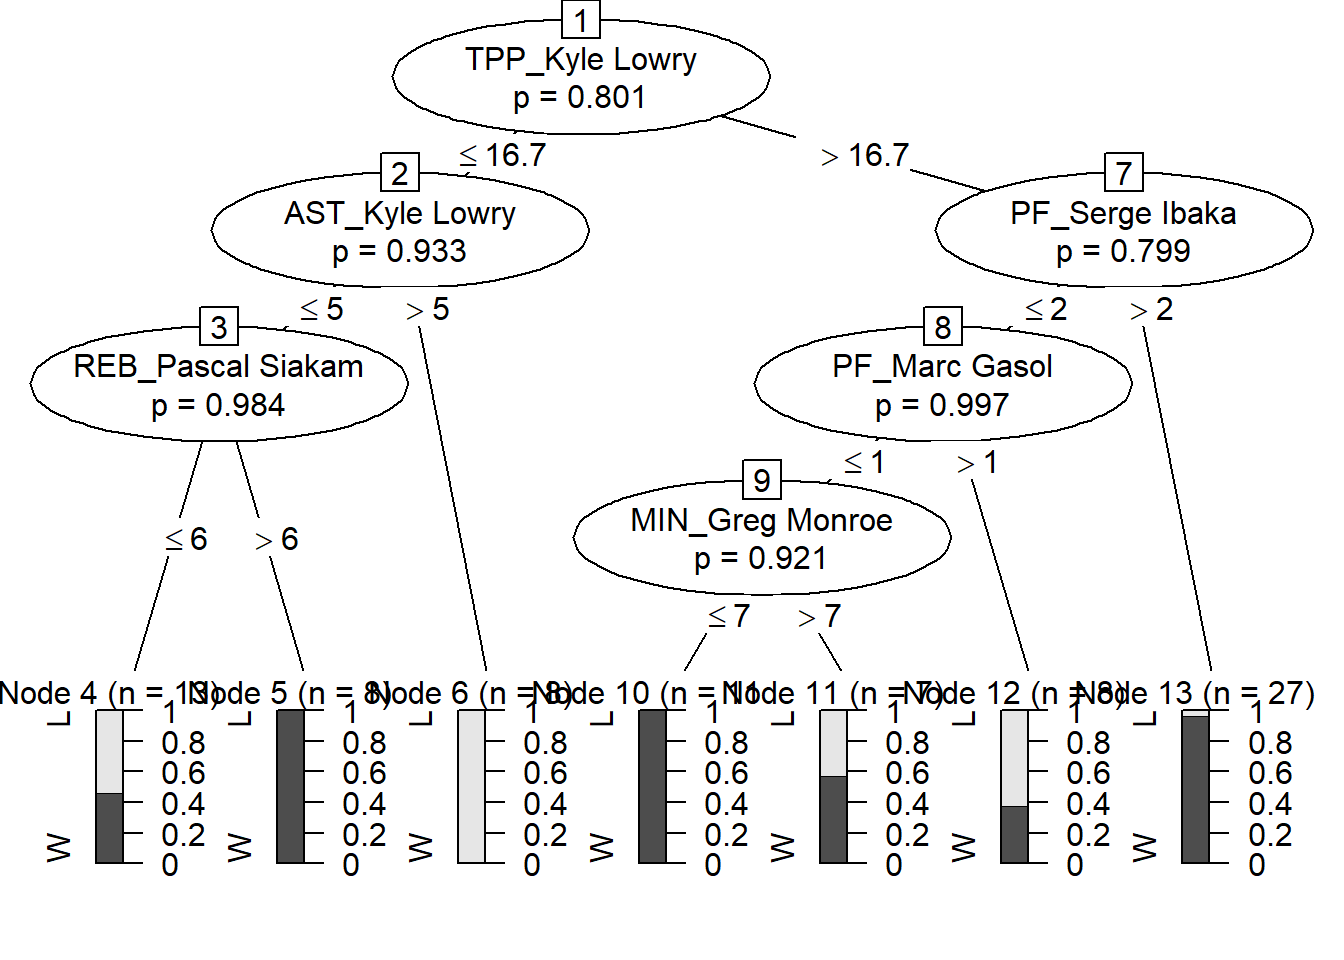 1
TPP_Kyle Lowry
p = 0.801
≤ 16.7
> 16.7
2
AST_Kyle Lowry
p = 0.933
7
PF_Serge Ibaka
p = 0.799
≤ 5
> 5
≤ 2
> 2
3
REB_Pascal Siakam
p = 0.984
8
PF_Marc Gasol
p = 0.997
≤ 1
> 1
9
MIN_Greg Monroe
p = 0.921
≤ 6
> 6
≤ 7
> 7
Node 4 (n = 13)
Node 5 (n = 8)
Node 6 (n = 8)
Node 10 (n = 11)
Node 11 (n = 7)
Node 12 (n = 8)
Node 13 (n = 27)
L
W
1
0.8
0.6
0.4
0.2
0
L
W
1
0.8
0.6
0.4
0.2
0
L
W
1
0.8
0.6
0.4
0.2
0
L
W
1
0.8
0.6
0.4
0.2
0
L
W
1
0.8
0.6
0.4
0.2
0
L
W
1
0.8
0.6
0.4
0.2
0
L
W
1
0.8
0.6
0.4
0.2
0